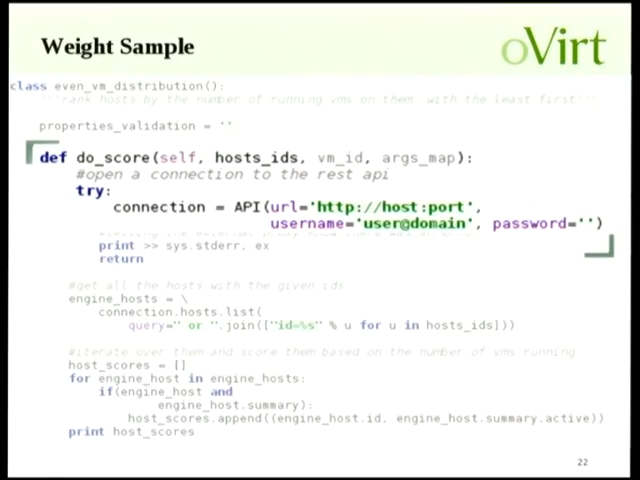 Weight Sample
oVirt
class even_vm_distribution():
'''rank hosts by the number of running vms on them, with the least first'''
properties_validation = ''
def do_score(self, hosts_ids, vm_id, args_map):
#open a connection to the rest api
try:
connection = API(url='http://host:port',
username='user@domain', password='')
print >> sys.stderr, ex
return
#get all the hosts with the given ids
engine_hosts = \
connection.hosts.list(
query=" or ".join(["id=%s" % u for u in hosts_ids]))
#iterate over them and score them based on the number of vms running
host_scores = []
for engine_host in engine_hosts:
if(engine_host and
engine_host.summary):
host_scores.append((engine_host.id, engine_host.summary.active))
print host_scores
22